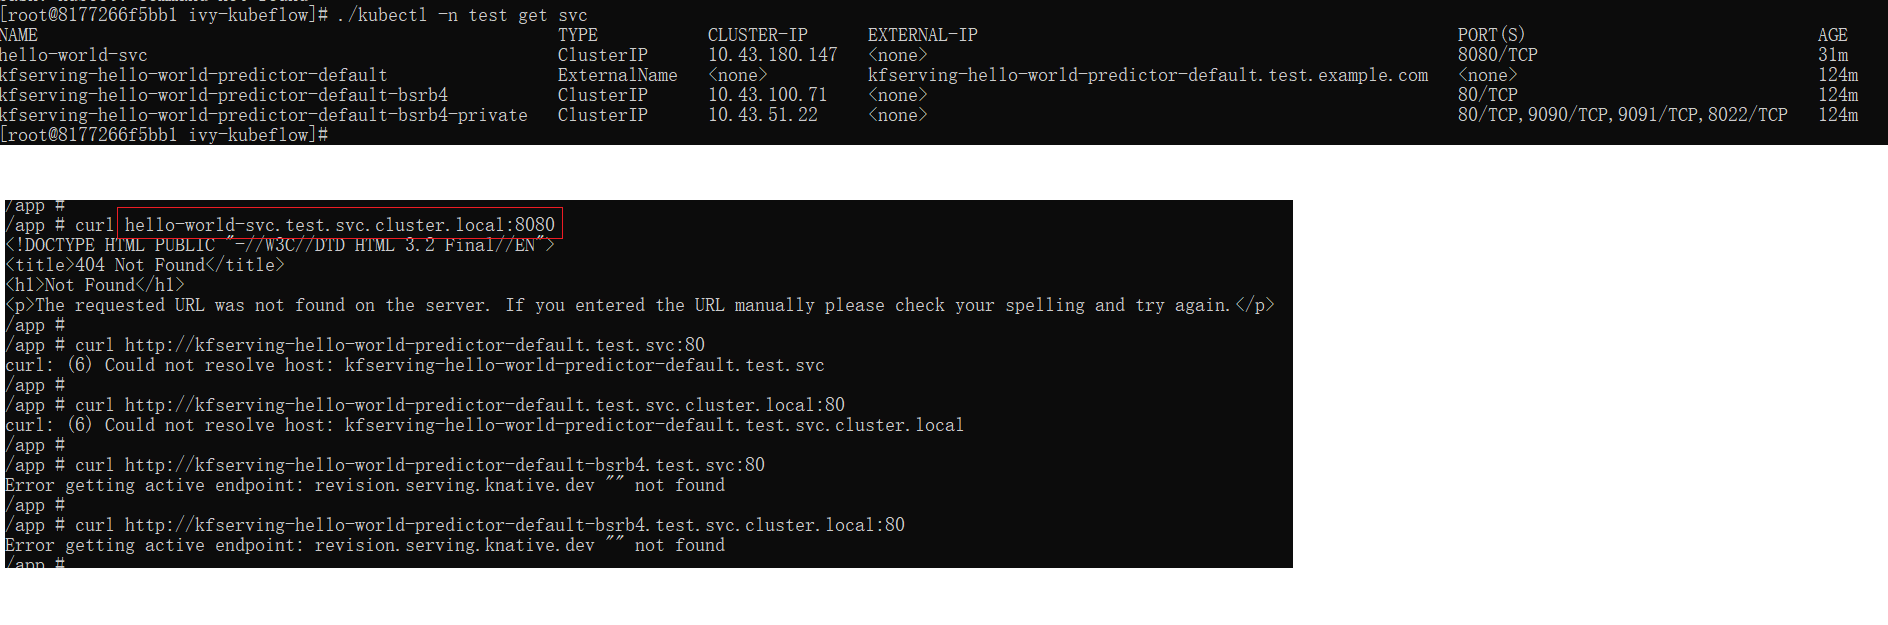 [root@8177266f5bb1 ivy-kubeflow]# ./kubectl -n test get svc
NAME TYPE CLUSTER-IP EXTERNAL-IP PORT(S) AGE
hello-world-svc ClusterIP 10.43.180.147 <none> 8080/TCP 31m
kfserving-hello-world-predictor-default ExternalName <none> kfserving-hello-world-predictor-default.test.example.com <none> 124m
kfserving-hello-world-predictor-default-bsrb4 ClusterIP 10.43.100.71 <none> 80/TCP 124m
kfserving-hello-world-predictor-default-bsrb4-private ClusterIP 10.43.51.22 <none> 80/TCP,9090/TCP,9091/TCP,8022/TCP 124m
[root@8177266f5bb1 ivy-kubeflow]#
/app #
/app # curl hello-world-svc.test.svc.cluster.local:8080
<!DOCTYPE HTML PUBLIC "-//W3C//DTD HTML 3.2 Final//EN">
<title>404 Not Found</title>
<h1>Not Found</h1>
<p>The requested URL was not found on the server. If you entered the URL manually please check your spelling and try again.</p>
/app #
/app # curl http://kfserving-hello-world-predictor-default.test.svc:80
curl: (6) Could not resolve host: kfserving-hello-world-predictor-default.test.svc
/app #
/app # curl http://kfserving-hello-world-predictor-default.test.svc.cluster.local:80
curl: (6) Could not resolve host: kfserving-hello-world-predictor-default.test.svc.cluster.local
/app #
/app # curl http://kfserving-hello-world-predictor-default-bsrb4.test.svc:80
Error getting active endpoint: revision.serving.knative.dev "" not found
/app #
/app # curl http://kfserving-hello-world-predictor-default-bsrb4.test.svc.cluster.local:80
Error getting active endpoint: revision.serving.knative.dev "" not found
/app #